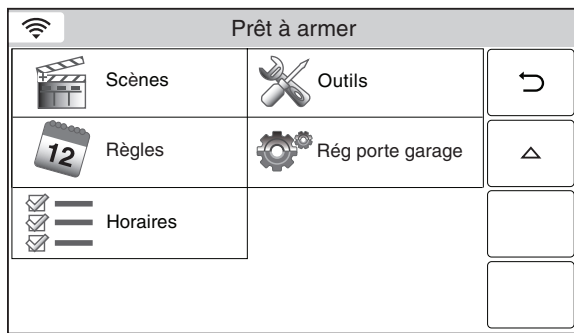 Prêt à armer
Scènes
Outils
12
Règles
Rég porte garage
Horaires